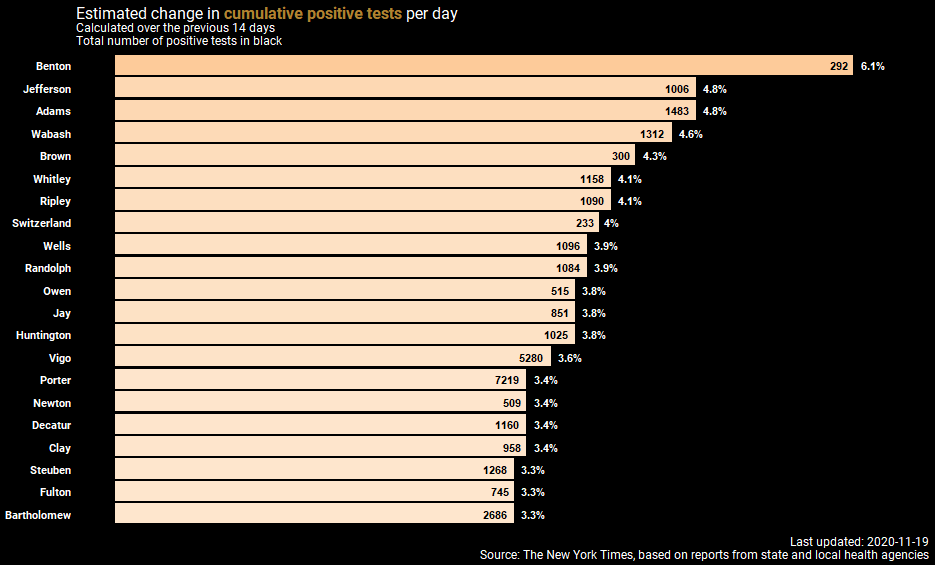 Estimated change in cumulative positive tests per day
Calculated over the previous 14 days
Total number of positive tests in black
Benton 292 6.1%
Jefferson 1006 4.8%
Adams 1483 4.8%
Wabash 1312 4.6%
Brown 300 4.3%
Whitley 1158 4.1%
Ripley 1090 4.1%
Switzerland 233 4%
Wells 1096 3.9%
Randolph 1084 3.9%
Owen 515 3.8%
Jay 851 3.8%
Huntington 1025 3.8%
Vigo 5280 3.6%
Porter 7219 3.4%
Newton 509 3.4%
Decatur 1160 3.4%
Clay 958 3.4%
Steuben 1268 3.3%
Fulton 745 3.3%
Bartholomew 2686 3.3%
Last updated: 2020-11-19
Source: The New York Times, based on reports from state and local health agencies